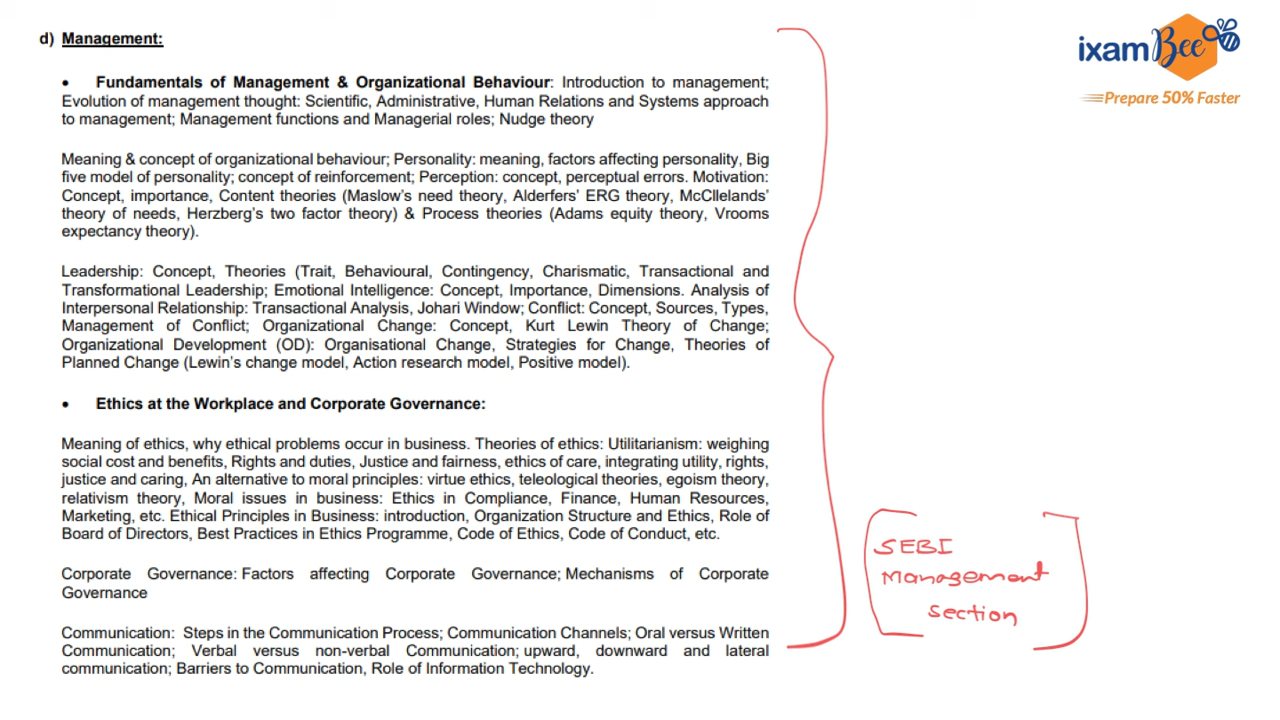 d) Management:
ixamBee
Prepare 50% Faster
• Fundamentals of Management & Organizational Behaviour: Introduction to management;
Evolution of management thought: Scientific, Administrative, Human Relations and Systems approach
to management; Management functions and Managerial roles; Nudge theory
Meaning & concept of organizational behaviour; Personality: meaning, factors affecting personality, Big
five model of personality; concept of reinforcement; Perception: concept, perceptual errors. Motivation:
Concept, importance, Content theories (Maslow's need theory, Alderfers' ERG theory, McCllelands'
theory of needs, Herzberg's two factor theory) & Process theories (Adams equity theory, Vrooms
expectancy theory).
Leadership: Concept, Theories (Trait, Behavioural, Contingency, Charismatic, Transactional and
Transformational Leadership; Emotional Intelligence: Concept, Importance, Dimensions. Analysis of
Interpersonal Relationship: Transactional Analysis, Johari Window; Conflict: Concept, Sources, Types,
Management of Conflict; Organizational Change: Concept, Kurt Lewin Theory of Change;
Organizational Development (OD): Organisational Change, Strategies for Change, Theories of
Planned Change (Lewin's change model, Action research model, Positive model).
• Ethics at the Workplace and Corporate Governance:
Meaning of ethics, why ethical problems occur in business. Theories of ethics: Utilitarianism: weighing
social cost and benefits, Rights and duties, Justice and fairness, ethics of care, integrating utility, rights,
justice and caring, An alternative to moral principles: virtue ethics, teleological theories, egoism theory,
relativism theory, Moral issues in business: Ethics in Compliance, Finance, Human Resources,
Marketing, etc. Ethical Principles in Business: introduction, Organization Structure and Ethics, Role of
Board of Directors, Best Practices in Ethics Programme, Code of Ethics, Code of Conduct, etc.
Corporate Governance: Factors affecting Corporate Governance; Mechanisms of Corporate
Governance
Communication: Steps in the Communication Process; Communication Channels; Oral versus Written
Communication; Verbal versus non-verbal Communication; upward, downward and lateral
communication; Barriers to Communication, Role of Information Technology.
SEBI
Management
Section